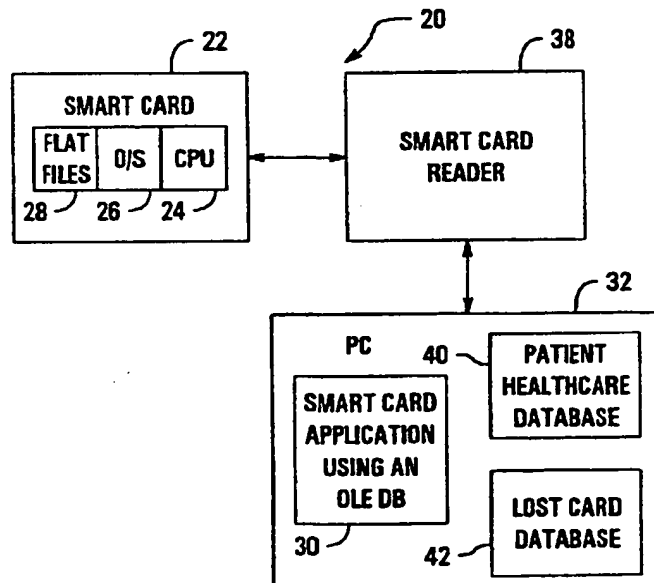 20
22
38
SMART CARD
FLAT FILES
O/S
CPU
28
26
24
SMART CARD
READER
32
PC
40
PATIENT
HEALTHCARE
DATABASE
SMART CARD
APPLICATION
USING AN
OLE DB
30
LOST CARD
DATABASE
42